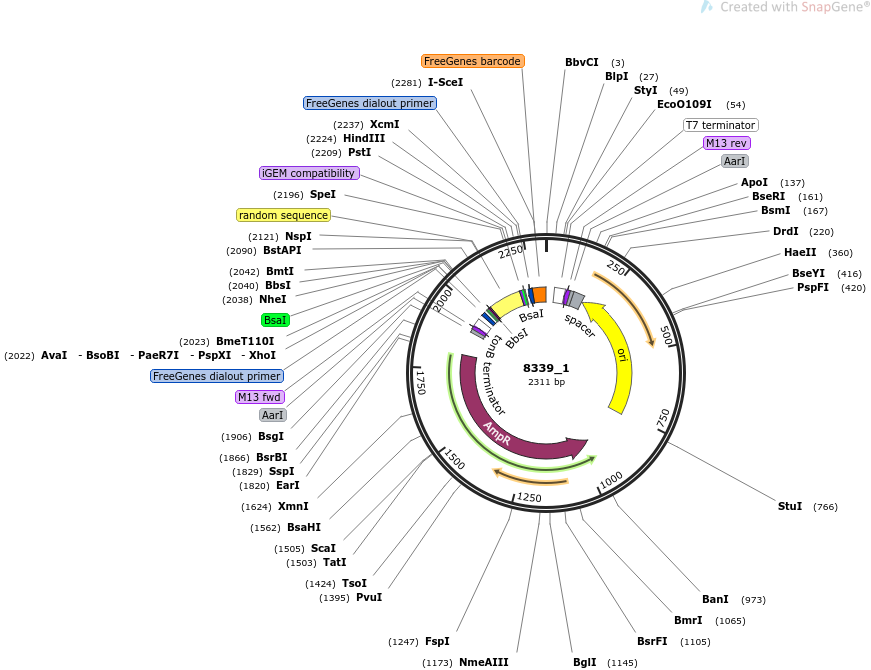 Created with SnapGene®
FreeGenes barcode
(2281) I-SceI
FreeGenes dialout primer
(2237) XcmI
(2224) HindIII
(2209) PstI
iGEM compatibility
(2196) SpeI
random sequence
(2121) NspI
(2090) BstAPI
(2042) BmtI
(2040) BbsI
(2038) NheI
BsaI
(2023) BmeT110I
(2022) AvaI - BsoBI - PaeR7I - PspXI - XhoI
FreeGenes dialout primer
M13 fwd
AarI
(1906) BsgI
(1866) BsrBI
(1829) SspI
(1820) EarI
(1624) XmnI
(1562) BsaHI
(1505) ScaI
(1503) TatI
(1424) TsoI
(1395) PvuI
(1247) FspI
(1173) NmeAIII
BbvCI (3)
BlpI (27)
StyI (49)
EcoO109I (54)
T7 terminator
M13 rev
AarI
ApoI (137)
BseRI (161)
BsmI (167)
DrdI (220)
HaeII (360)
BseYI (416)
PspFI (420)
StuI (766)
BanI (973)
BmrI (1065)
BsrFI (1105)
BglI (1145)
250
500
750
1000
1250
1500
1750
2000
2250
BsaI
BbsI
spacer
ori
tonB terminator
AmpR
8339_1
2311 bp